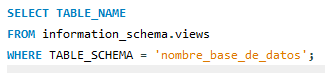 SELECT TABLE_NAME
FROM information_schema.views
WHERE TABLE_SCHEMA = 'nombre_base_de_datos';